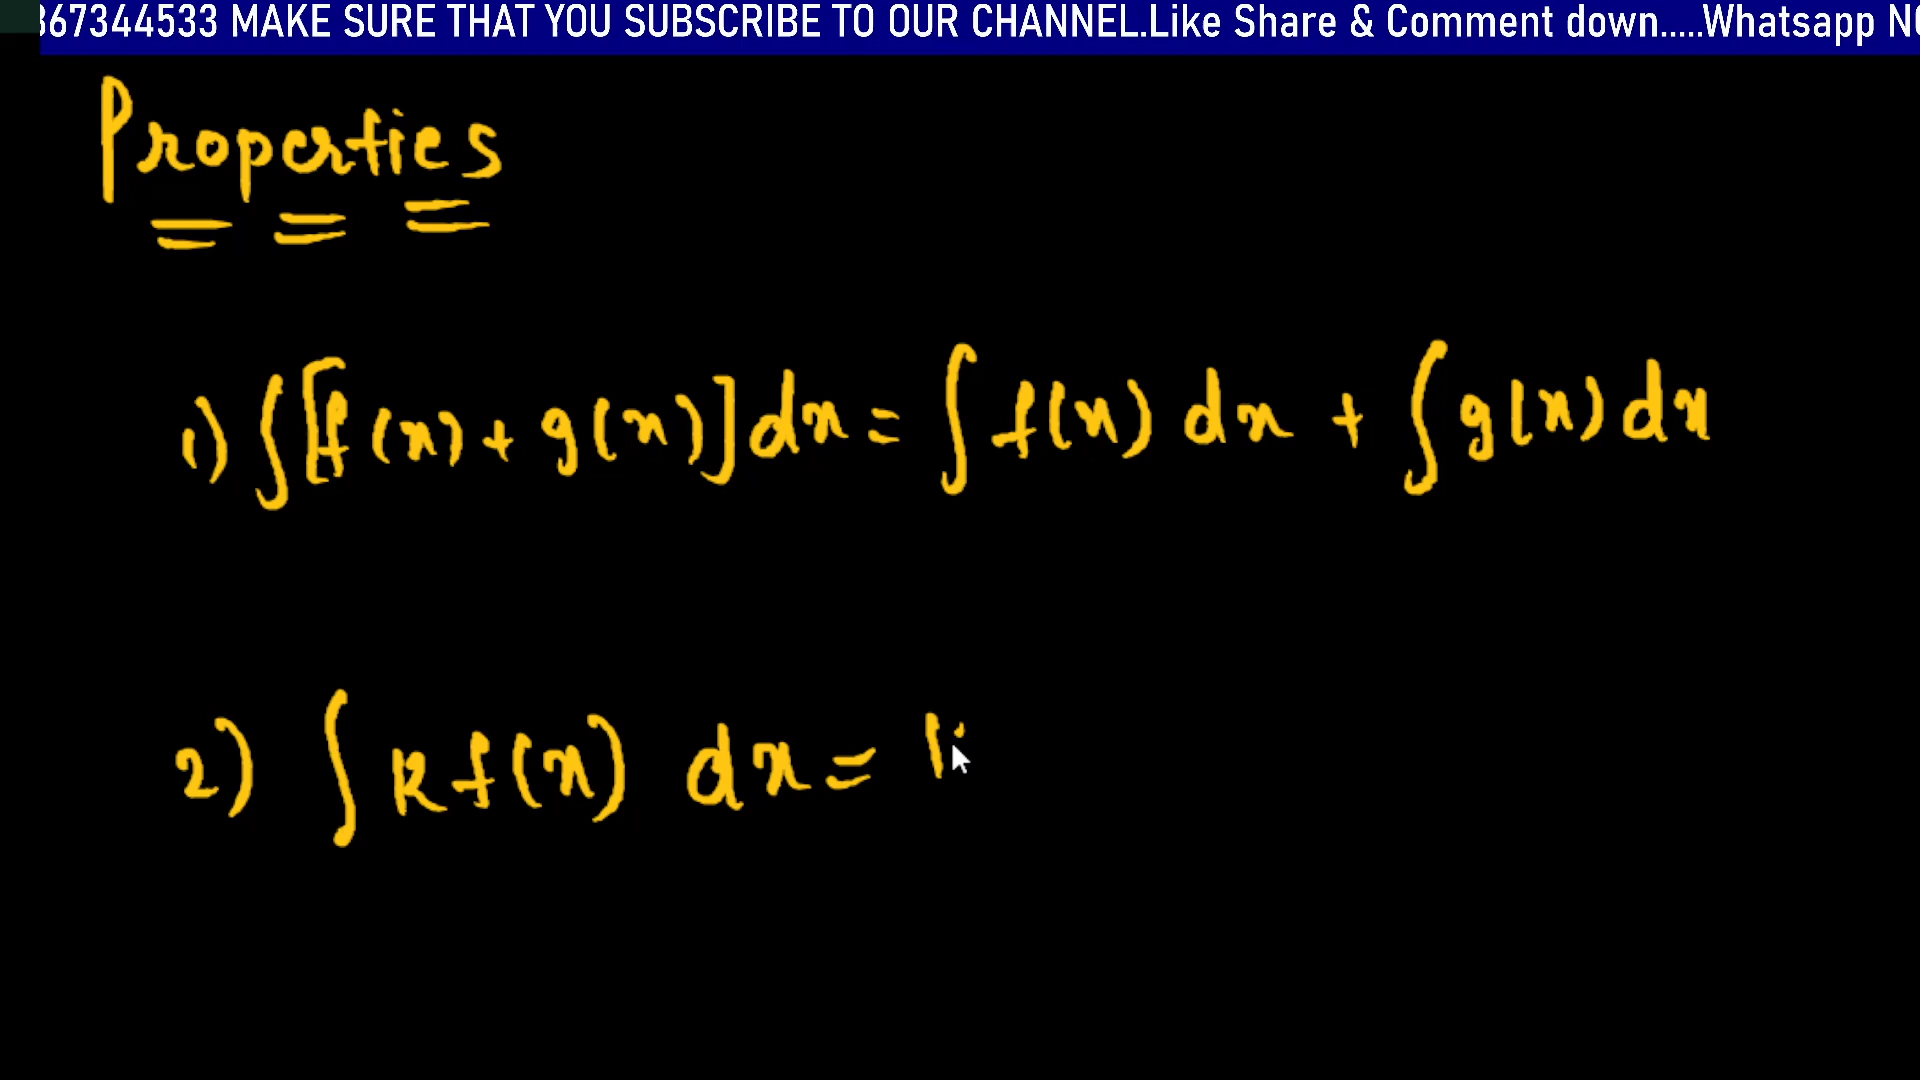 367344533 MAKE SURE THAT YOU SUBSCRIBE TO OUR CHANNEL.Like Share & Comment down.....Whatsapp NO
Properties
1) ∫[f(x) + g(x)]dx = ∫f(x) dx + ∫g(x)dx
2) ∫kf(x) dx =